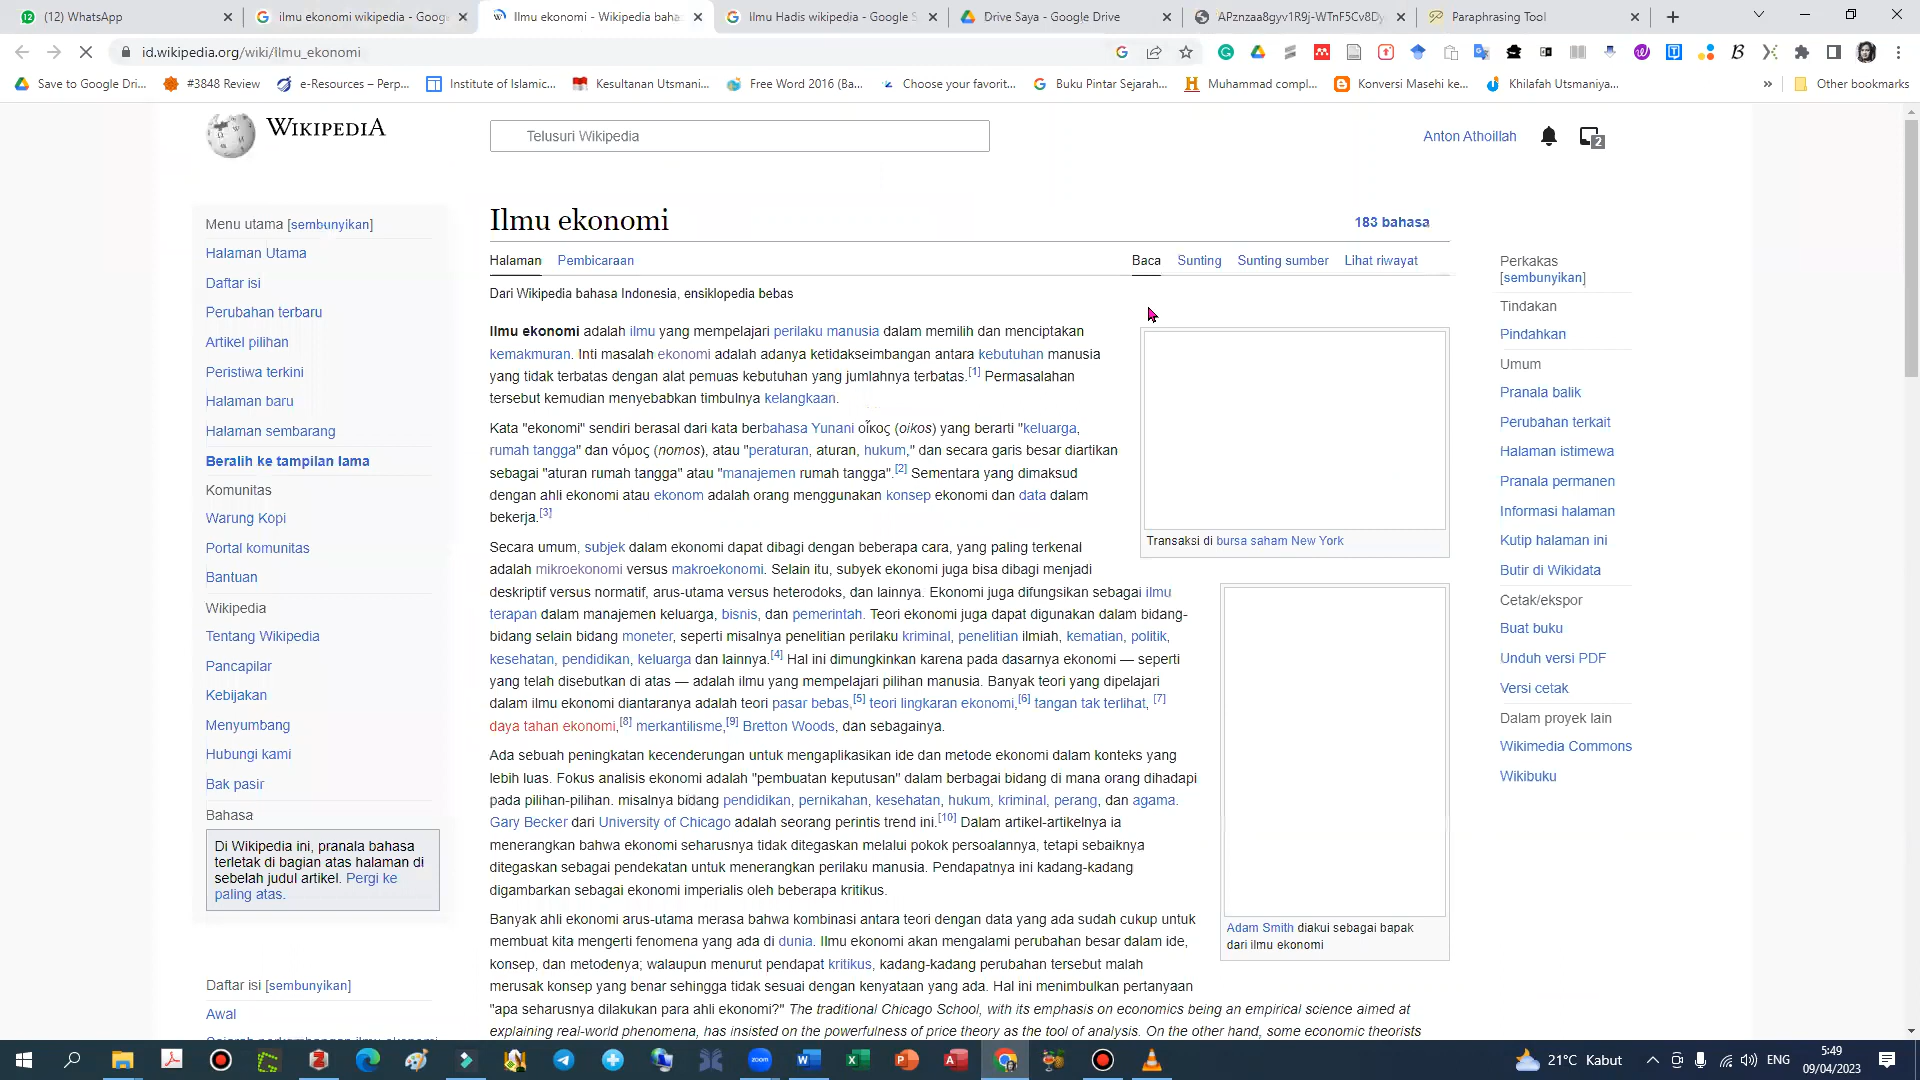 (12) WhatsApp
ilmu ekonomi wikipedia - Goog
Ilmu ekonomi - Wikipedia baha
Ilmu Hadis wikipedia - Google S
Drive Saya - Google Drive
APznzaa8gyv1R9j-WTnF5Cv8Dy
Paraphrasing Tool
id.wikipedia.org/wiki/Ilmu_ekonomi
Save to Google Dri...
#3848 Review
e-Resources – Perp...
Institute of Islamic...
Kesultanan Utsmani...
Free Word 2016 (Ba...
Choose your favorit...
Buku Pintar Sejarah...
Muhammad compl...
Konversi Masehi ke...
Khilafah Utsmaniya...
Other bookmarks
WIKIPEDIA
Telusuri Wikipedia
Anton Athoillah
2
Menu utama [sembunyikan]
Halaman Utama
Daftar isi
Perubahan terbaru
Artikel pilihan
Peristiwa terkini
Halaman baru
Halaman sembarang
Beralih ke tampilan lama
Komunitas
Warung Kopi
Portal komunitas
Bantuan
Wikipedia
Tentang Wikipedia
Pancapilar
Kebijakan
Menyumbang
Hubungi kami
Bak pasir
Bahasa
Di Wikipedia ini, pranala bahasa
terletak di bagian atas halaman di
sebelah judul artikel. Pergi ke
paling atas.
Daftar isi [sembunyikan]
Awal
Ilmu ekonomi
183 bahasa
Halaman Pembicaraan
Baca Sunting Sunting sumber Lihat riwayat
Dari Wikipedia bahasa Indonesia, ensiklopedia bebas
Ilmu ekonomi adalah ilmu yang mempelajari perilaku manusia dalam memilih dan menciptakan
kemakmuran. Inti masalah ekonomi adalah adanya ketidakseimbangan antara kebutuhan manusia
yang tidak terbatas dengan alat pemuas kebutuhan yang jumlahnya terbatas.[1] Permasalahan
tersebut kemudian menyebabkan timbulnya kelangkaan.
Kata "ekonomi" sendiri berasal dari kata berbahasa Yunani οἶκος (oikos) yang berarti "keluarga,
rumah tangga" dan νόμος (nomos), atau "peraturan, aturan, hukum," dan secara garis besar diartikan
sebagai "aturan rumah tangga" atau "manajemen rumah tangga".[2] Sementara yang dimaksud
dengan ahli ekonomi atau ekonom adalah orang menggunakan konsep ekonomi dan data dalam
bekerja.[3]
Secara umum, subjek dalam ekonomi dapat dibagi dengan beberapa cara, yang paling terkenal
adalah mikroekonomi versus makroekonomi. Selain itu, subyek ekonomi juga bisa dibagi menjadi
deskriptif versus normatif, arus-utama versus heterodoks, dan lainnya. Ekonomi juga difungsikan sebagai ilmu
terapan dalam manajemen keluarga, bisnis, dan pemerintah. Teori ekonomi juga dapat digunakan dalam bidang-
bidang selain bidang moneter, seperti misalnya penelitian perilaku kriminal, penelitian ilmiah, kematian, politik,
kesehatan, pendidikan, keluarga dan lainnya.[4] Hal ini dimungkinkan karena pada dasarnya ekonomi — seperti
yang telah disebutkan di atas — adalah ilmu yang mempelajari pilihan manusia. Banyak teori yang dipelajari
dalam ilmu ekonomi diantaranya adalah teori pasar bebas,[5] teori lingkaran ekonomi,[6] tangan tak terlihat, [7]
daya tahan ekonomi,[8] merkantilisme,[9] Bretton Woods, dan sebagainya.
Ada sebuah peningkatan kecenderungan untuk mengaplikasikan ide dan metode ekonomi dalam konteks yang
lebih luas. Fokus analisis ekonomi adalah "pembuatan keputusan" dalam berbagai bidang di mana orang dihadapi
pada pilihan-pilihan. misalnya bidang pendidikan, pernikahan, kesehatan, hukum, kriminal, perang, dan agama.
Gary Becker dari University of Chicago adalah seorang perintis trend ini.[10] Dalam artikel-artikelnya ia
menerangkan bahwa ekonomi seharusnya tidak ditegaskan melalui pokok persoalannya, tetapi sebaiknya
ditegaskan sebagai pendekatan untuk menerangkan perilaku manusia. Pendapatnya ini kadang-kadang
digambarkan sebagai ekonomi imperialis oleh beberapa kritikus.
Banyak ahli ekonomi arus-utama merasa bahwa kombinasi antara teori dengan data yang ada sudah cukup untuk
membuat kita mengerti fenomena yang ada di dunia. Ilmu ekonomi akan mengalami perubahan besar dalam ide,
konsep, dan metodenya; walaupun menurut pendapat kritikus, kadang-kadang perubahan tersebut malah
merusak konsep yang benar sehingga tidak sesuai dengan kenyataan yang ada. Hal ini menimbulkan pertanyaan
"apa seharusnya dilakukan para ahli ekonomi?" The traditional Chicago School, with its emphasis on economics being an empirical science aimed at
explaining real-world phenomena, has insisted on the powerfulness of price theory as the tool of analysis. On the other hand, some economic theorists
Transaksi di bursa saham New York
Adam Smith diakui sebagai bapak
dari ilmu ekonomi
Perkakas
[sembunyikan]
Tindakan
Pindahkan
Umum
Pranala balik
Perubahan terkait
Halaman istimewa
Pranala permanen
Informasi halaman
Kutip halaman ini
Butir di Wikidata
Cetak/ekspor
Buat buku
Unduh versi PDF
Versi cetak
Dalam proyek lain
Wikimedia Commons
Wikibuku
zoom
21°C Kabut
ENG
5:49
09/04/2023